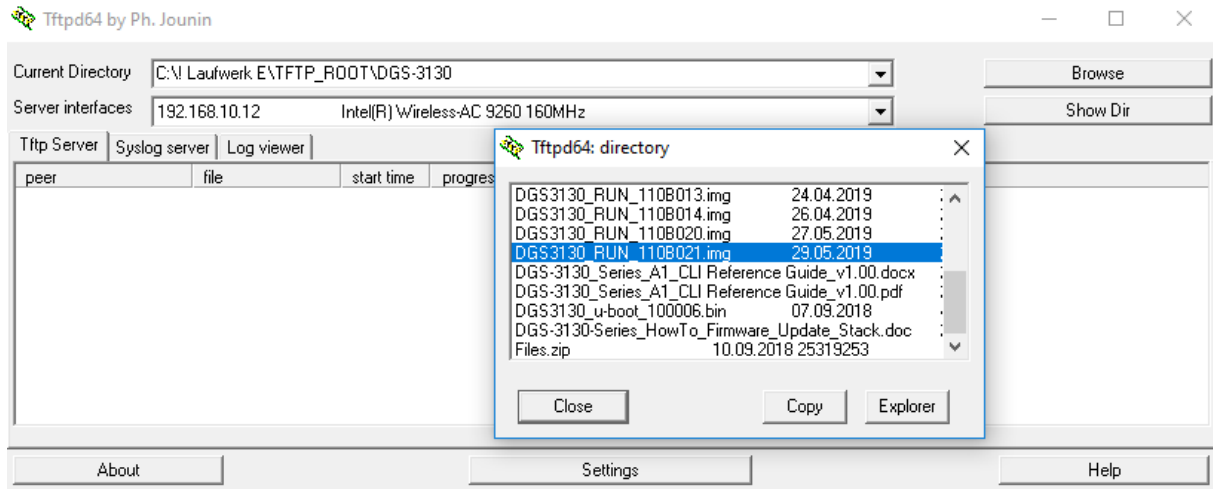 Tftpd64 by Ph. Jounin
Current Directory C:\! Laufwerk E\TFTP_ROOT\DGS-3130 Browse
Server interfaces 192.168.10.12 Intel(R) Wireless-AC 9260 160MHz Show Dir
Tftp Server Syslog server Log viewer
peer file start time progres
Tftpd64: directory
DGS3130_RUN_110B013.img 24.04.2019
DGS3130_RUN_110B014.img 26.04.2019
DGS3130_RUN_110B020.img 27.05.2019
DGS3130_RUN_110B021.img 29.05.2019
DGS-3130_Series_A1_CLI Reference Guide_v1.00.docx
DGS-3130_Series_A1_CLI Reference Guide_v1.00.pdf
DGS3130_u-boot_100006.bin 07.09.2018
DGS-3130-Series_HowTo_Firmware_Update_Stack.doc
Files.zip 10.09.2018 25319253
Close Copy Explorer
About Settings Help